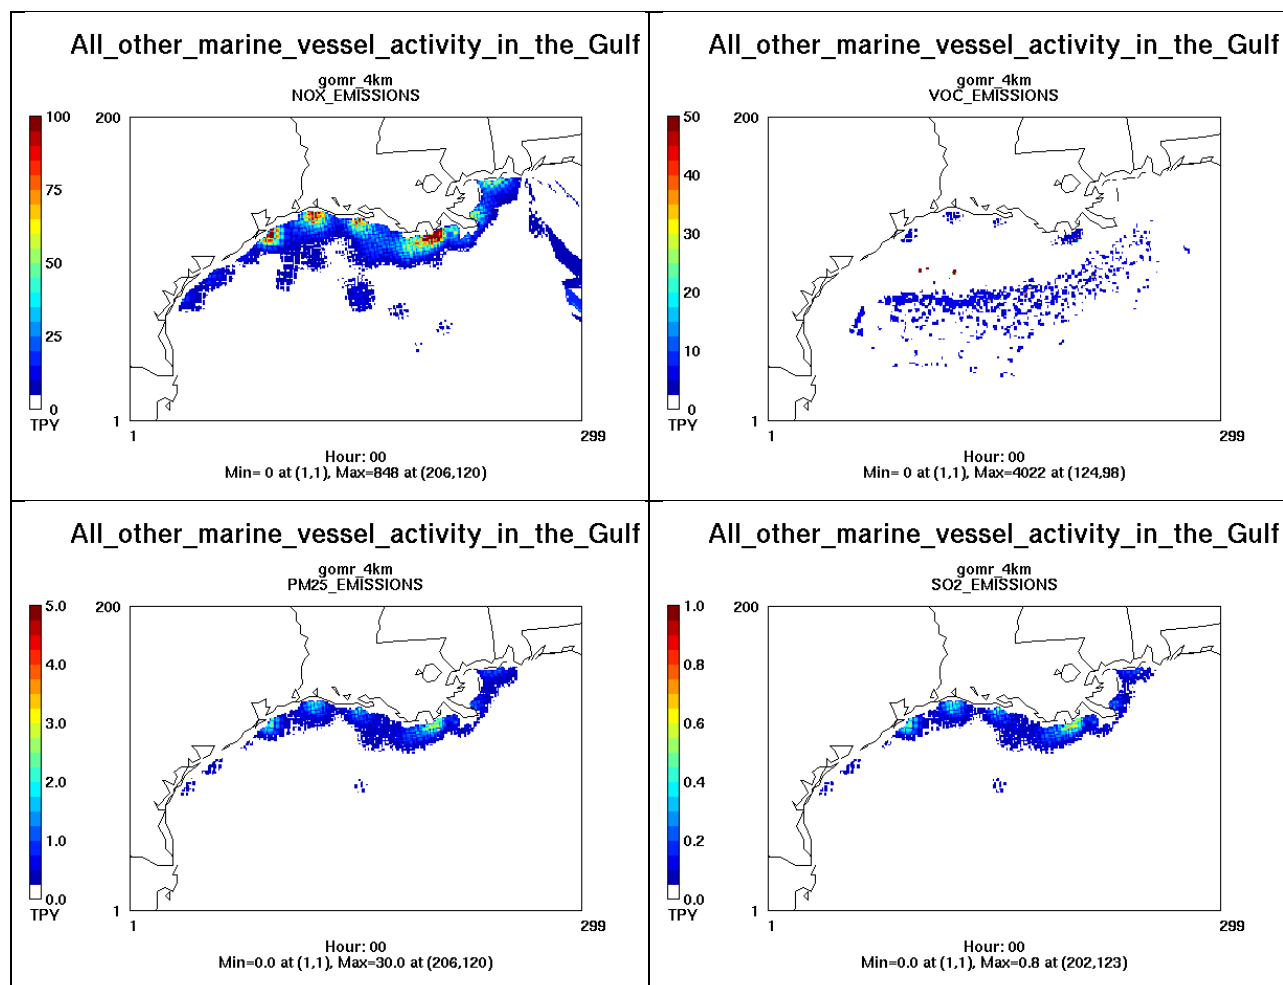 All_other_marine_vessel_activity_in_the_Gulf
gomr_4km
NOX_EMISSIONS
100
75
50
25
0
TPY
200
1
1
299
Hour: 00
Min= 0 at (1,1), Max=848 at (206,120)
All_other_marine_vessel_activity_in_the_Gulf
gomr_4km
VOC_EMISSIONS
50
40
30
20
10
0
TPY
200
1
1
299
Hour: 00
Min= 0 at (1,1), Max=4022 at (124,98)
All_other_marine_vessel_activity_in_the_Gulf
gomr_4km
PM25_EMISSIONS
5.0
4.0
3.0
2.0
1.0
0.0
TPY
200
1
1
299
Hour: 00
Min=0.0 at (1,1), Max=30.0 at (206,120)
All_other_marine_vessel_activity_in_the_Gulf
gomr_4km
SO2_EMISSIONS
1.0
0.8
0.6
0.4
0.2
0.0
TPY
200
1
1
299
Hour: 00
Min=0.0 at (1,1), Max=0.8 at (202,123)